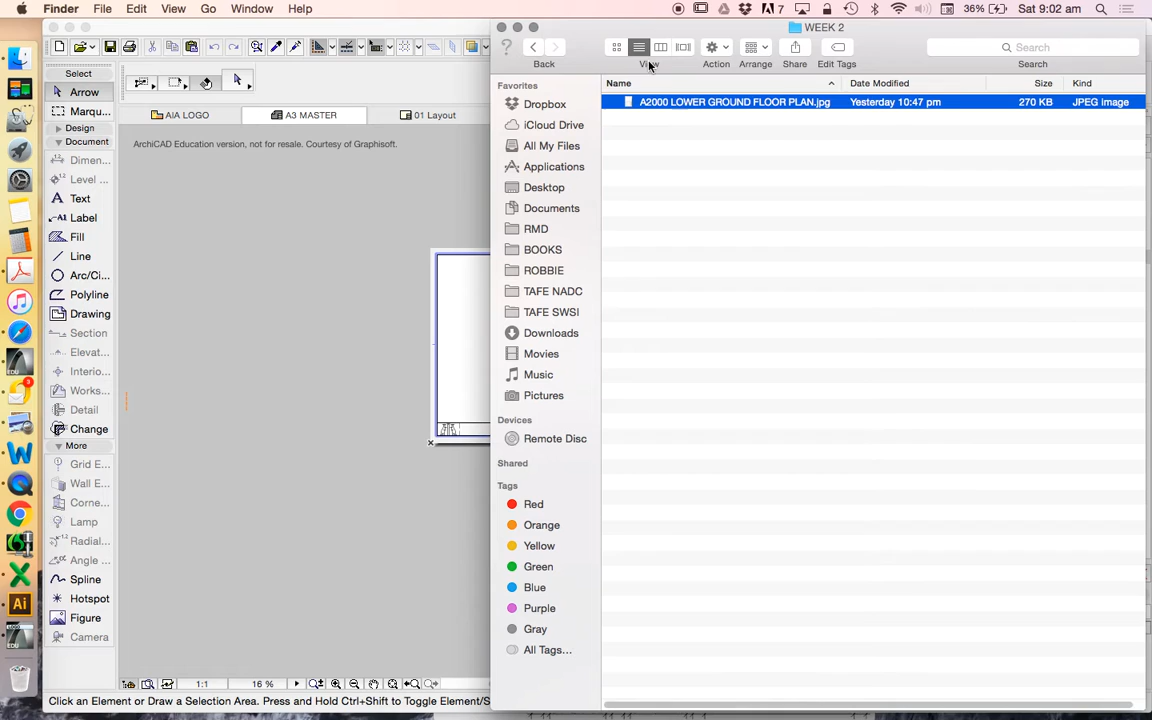 Finder File Edit View Go Window Help 7 36% Sat 9:02 am
WEEK 2
Select
Back View Action Arrange Share Edit Tags Search
Search
Arrow
Marqu...
Design
Document
Dimen...
Level ...
Text
A1 Label
Fill
Line
Arc/Ci...
Polyline
Drawing
Section
Elevat...
Interio...
Works...
Detail
Change
More
Grid E...
Wall E...
Corne...
Lamp
Radial...
Angle ...
Spline
Hotspot
Figure
Camera
AIA LOGO A3 MASTER 01 Layout
ArchiCAD Education version, not for resale. Courtesy of Graphisoft.
1:1 16 %
Click an Element or Draw a Selection Area. Press and Hold Ctrl+Shift to Toggle Element/S
Favorites
Dropbox
iCloud Drive
All My Files
Applications
Desktop
Documents
RMD
BOOKS
ROBBIE
TAFE NADC
TAFE SWSI
Downloads
Movies
Music
Pictures
Devices
Remote Disc
Shared
Tags
Red
Orange
Yellow
Green
Blue
Purple
Gray
All Tags...
Name Date Modified Size Kind
A2000 LOWER GROUND FLOOR PLAN.jpg Yesterday 10:47 pm 270 KB JPEG image